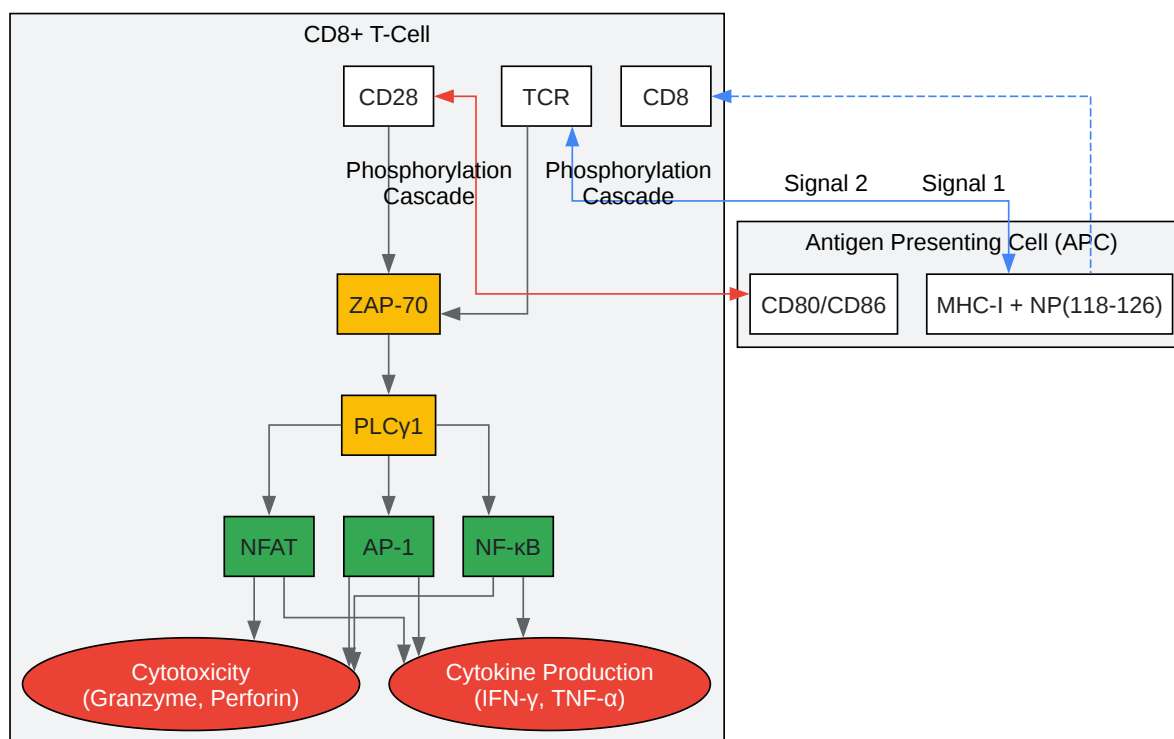 CD8+ T-Cell
CD28
TCR
CD8
Phosphorylation
Cascade
Phosphorylation
Cascade
Signal 2
Signal 1
Antigen Presenting Cell (APC)
CD80/CD86
MHC-I + NP(118-126)
ZAP-70
PLCγ1
NFAT
AP-1
NF-κB
Cytotoxicity
(Granzyme, Perforin)
Cytokine Production
(IFN-γ, TNF-α)